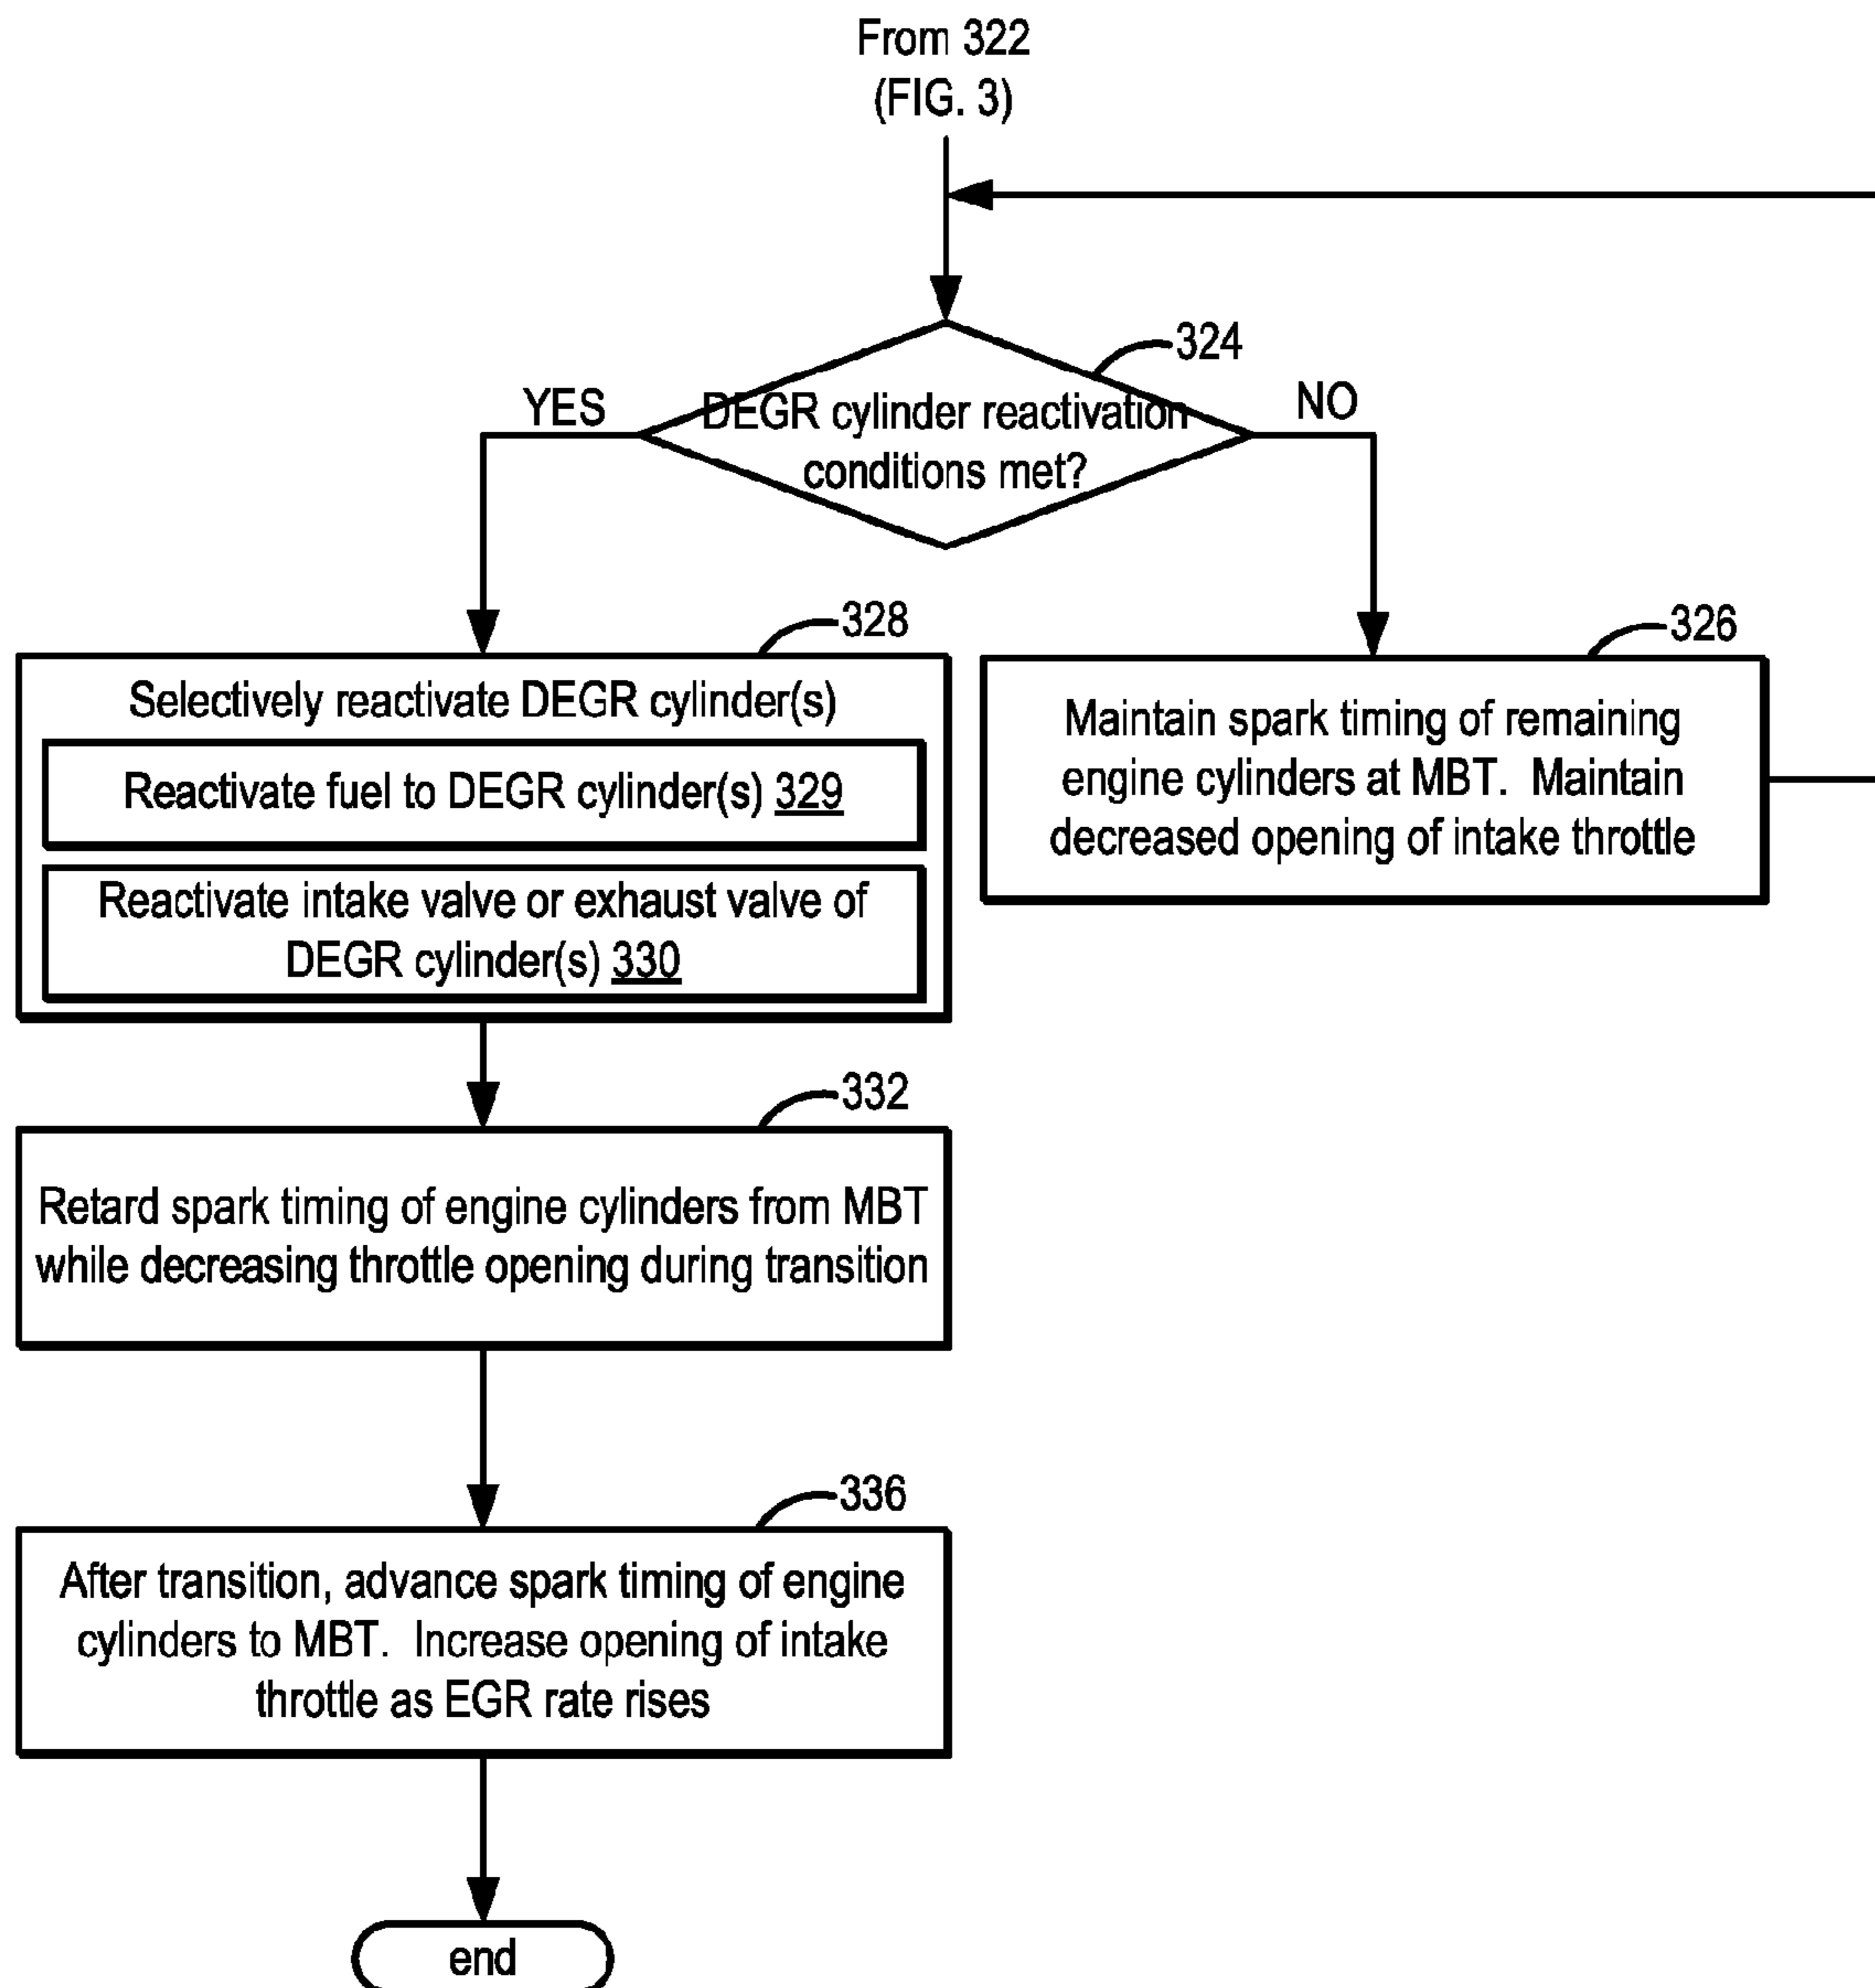 From 322
(FIG. 3)
324
YES
NO
DEGR cylinder reactivation
conditions met?
328
326
Selectively reactivate DEGR cylinder(s)
Reactivate fuel to DEGR cylinder(s) 329
Reactivate intake valve or exhaust valve of
DEGR cylinder(s) 330
Maintain spark timing of remaining
engine cylinders at MBT. Maintain
decreased opening of intake throttle
332
Retard spark timing of engine cylinders from MBT
while decreasing throttle opening during transition
336
After transition, advance spark timing of engine
cylinders to MBT. Increase opening of intake
throttle as EGR rate rises
end